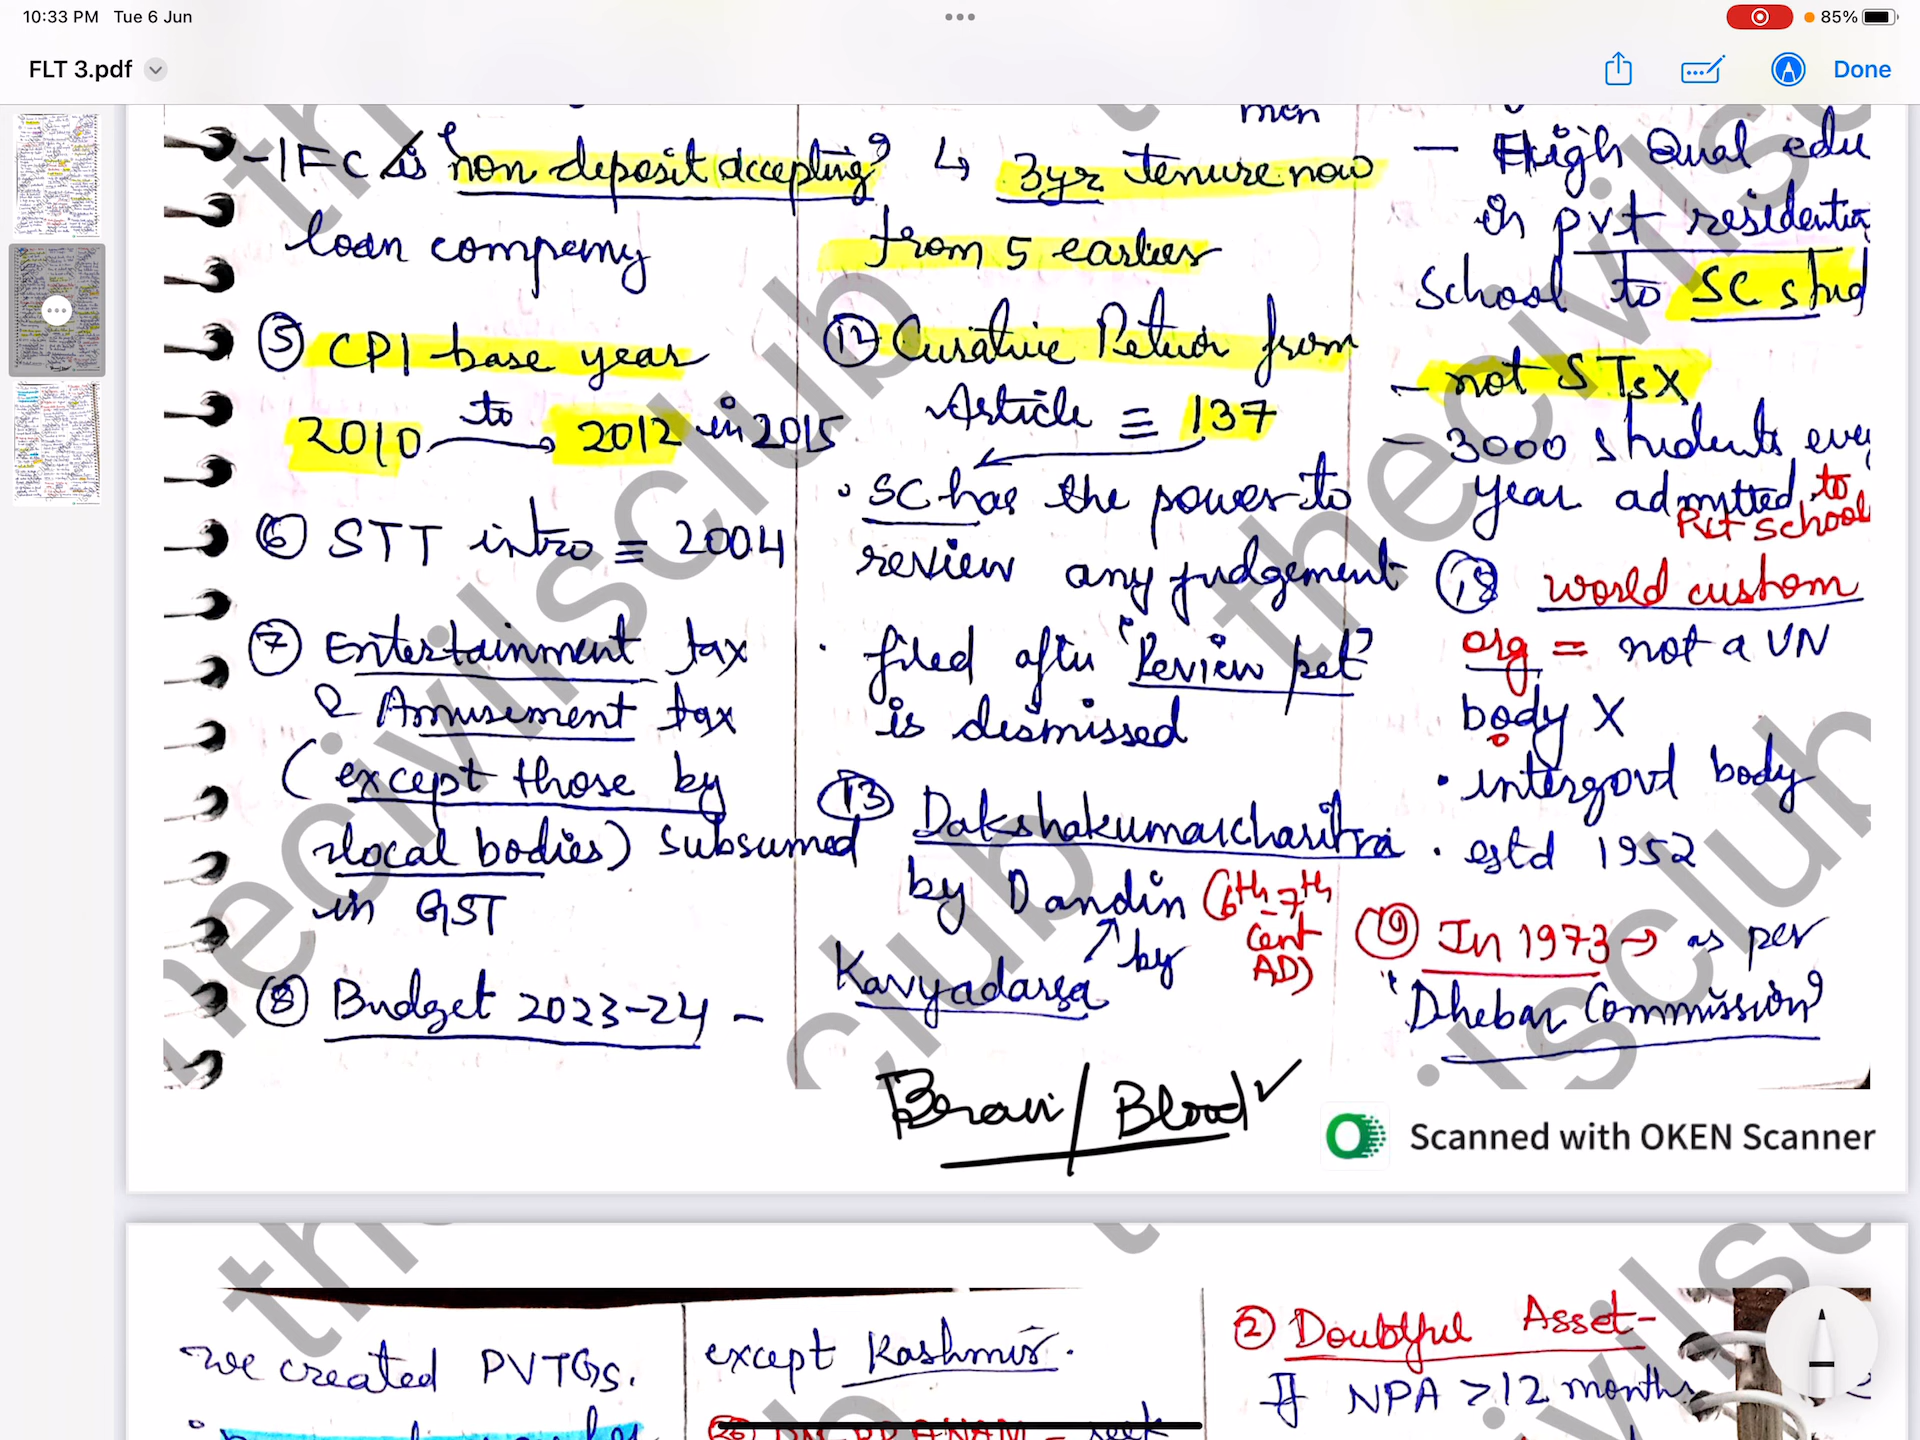 10:33 PM Tue 6 Jun
85%
FLT 3.pdf
Done
- IFC is "non deposit accepting"
loan company
⑤ CPI base year
2010 to 2012 in 2015
⑥ STT intro ≡ 2004
⑦ Entertainment tax
& Amusement tax
(except those by
local bodies) subsumed
in GST
⑧ Budget 2023-24 -
men
↳ 3yr tenure now
from 5 earlier
⑫ Curative Petion from
Article ≡ 137
• SC has the power to
review any judgement
• filed after "Review pet"
is dismissed
⑬ Dakshakumarcharitra
by Dandin (6th-7th
Cent
AD)
by
Kavyadarsa
Brain / Blood ✓
- High Qual edu
in pvt residentia
School to SC stud
- not STs X
- 3000 students every
year admitted to
Pvt School
⑱ world custom
org = not a UN
body X
• intergovt body
• estd 1952
⑲ In 1973 → as per
"Dhebar Commission"
Scanned with OKEN Scanner
we created PVTGs.
except Kashmir.
② Doubtful Asset-
If NPA >12 months
thecivilsclub